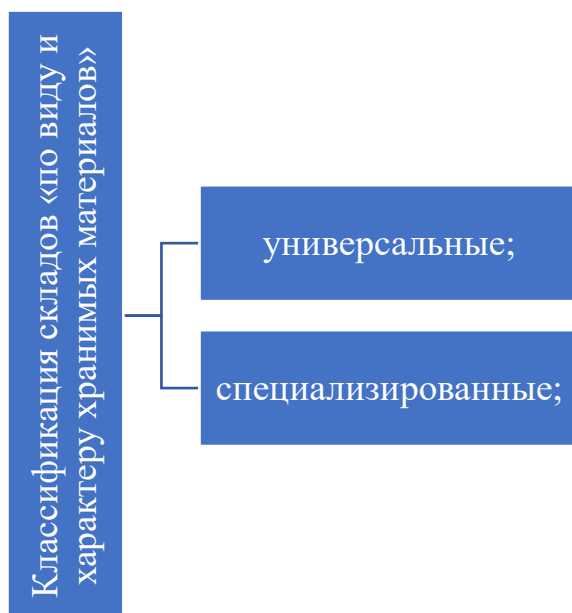 Классификация складов «по виду и
характеру хранимых материалов»
универсальные;
специализированные;